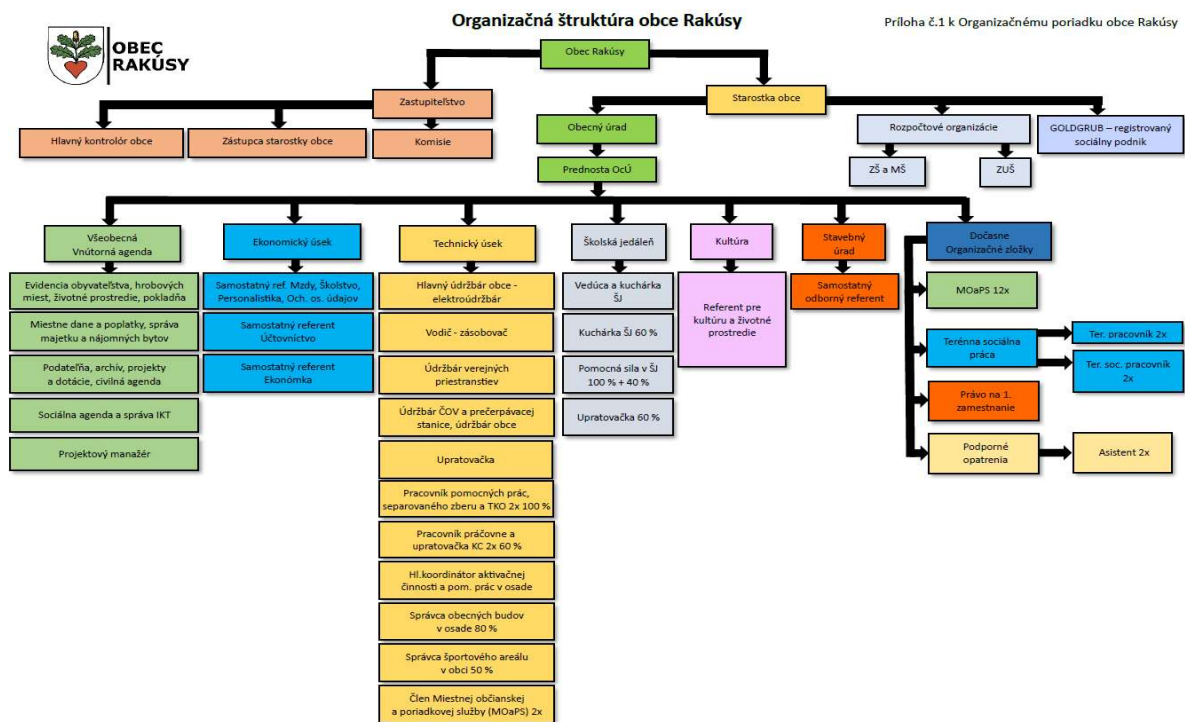 Organizačná štruktúra obce Rakúsy
Príloha č.1 k Organizačnému poriadku obce Rakúsy
OBEC
RAKÚSY
Obec Rakúsy
Zastupiteľstvo
Starostka obce
Hlavný kontrolór obce
Zástupca starostky obce
Komisie
Obecný úrad
Rozpočtové organizácie
GOLDGRUB – registrovaný
sociálny podnik
Prednosta OcÚ
ZŠ a MŠ
ZUŠ
Všeobecná
Vnútorná agenda
Evidencia obyvateľstva, hrobových
miest, životné prostredie, pokladňa
Miestne dane a poplatky, správa
majetku a nájomných bytov
Podateľňa, archív, projekty
a dotácie, civilná agenda
Sociálna agenda a správa IKT
Projektový manažér
Ekonomický úsek
Samostatný ref. Mzdy, Školstvo,
Personalistika, Och. os. údajov
Samostatný referent
Účtovníctvo
Samostatný referent
Ekonómka
Technický úsek
Hlavný údržbár obce -
elektroúdržbár
Vodič - zásobovač
Údržbár verejných
priestranstiev
Údržbár ČOV a prečerpávacej
stanice, údržbár obce
Upratovačka
Pracovník pomocných prác,
separovaného zberu a TKO 2x 100 %
Pracovník práčovne a
upratovačka KC 2x 60 %
Hl.koordinátor aktivačnej
činnosti a pom. prác v osade
Správca obecných budov
v osade 80 %
Správca športového areálu
v obci 50 %
Člen Miestnej občianskej
a poriadkovej služby (MOaPS) 2x
Školská jedáleň
Vedúca a kuchárka
ŠJ
Kuchárka ŠJ 60 %
Pomocná sila v ŠJ
100 % + 40 %
Upratovačka 60 %
Kultúra
Referent pre
kultúru a životné
prostredie
Stavebný
úrad
Samostatný
odborný referent
Dočasne
Organizačné zložky
MOaPS 12x
Terénna sociálna
práca
Ter. pracovník 2x
Ter. soc. pracovník
2x
Právo na 1.
zamestnanie
Podporné
opatrenia
Asistent 2x